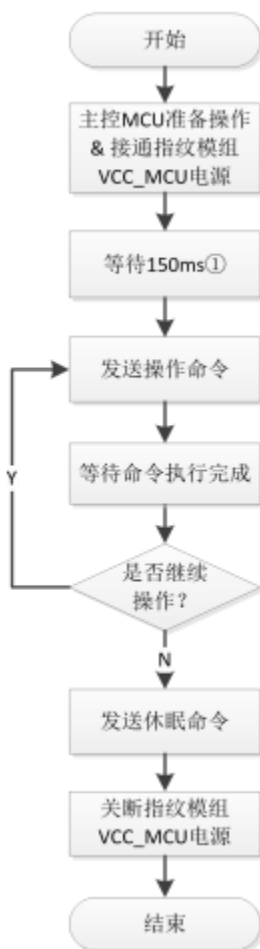 开始
主控MCU准备操作
& 接通指纹模组
VCC_MCU电源
等待150ms①
发送操作命令
等待命令执行完成
Y
是否继续
操作？
N
发送休眠命令
关断指纹模组
VCC_MCU电源
结束